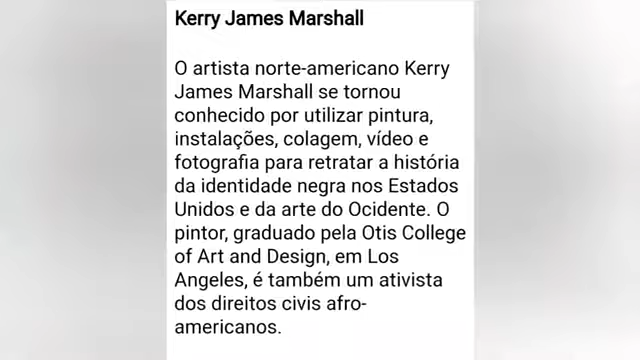 Kerry James Marshall
O artista norte-americano Kerry
James Marshall se tornou
conhecido por utilizar pintura,
instalações, colagem, vídeo e
fotografia para retratar a história
da identidade negra nos Estados
Unidos e da arte do Ocidente. O
pintor, graduado pela Otis College
of Art and Design, em Los
Angeles, é também um ativista
dos direitos civis afro-
americanos.